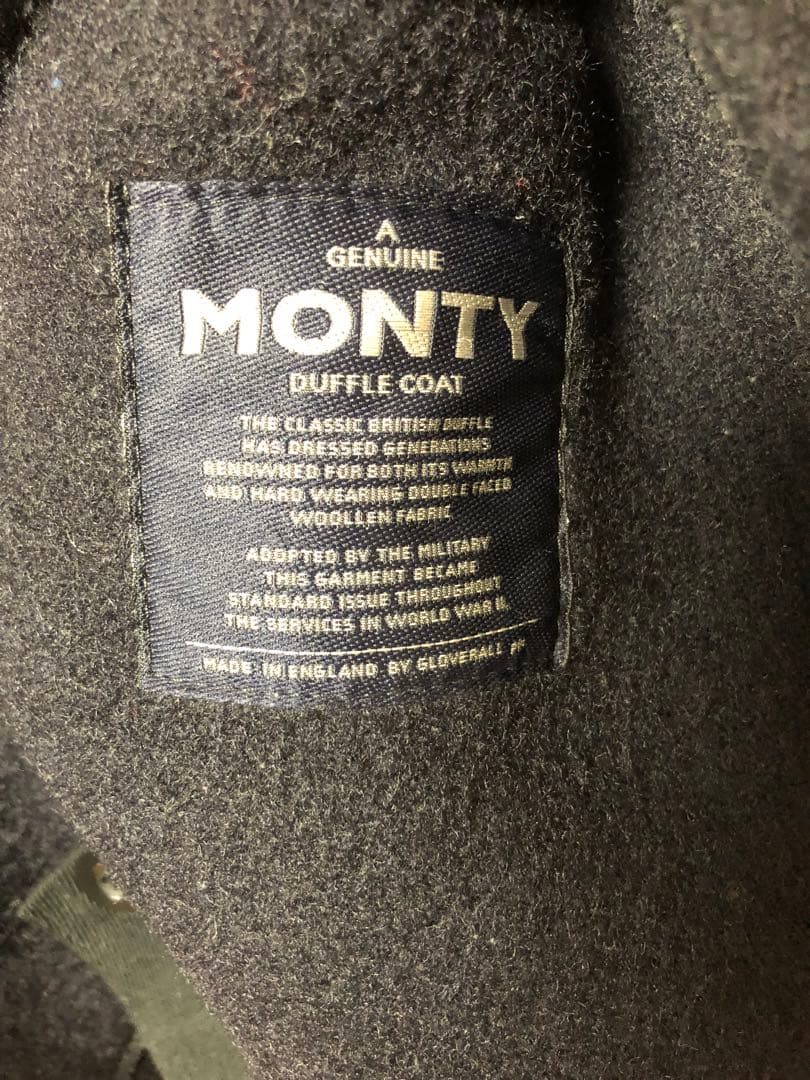 A
GENUINE
MONTY
DUFFLE COAT
THE CLASSIC BRITISH DUFFLE
HAS DRESSED GENERATIONS
RENOWNED FOR BOTH ITS WARMTH
AND HARD WEARING DOUBLE FACED
WOOLLEN FABRIC
ADOPTED BY THE MILITARY
THIS GARMENT BECAME
STANDARD ISSUE THROUGHOUT
THE SERVICES IN WORLD WAR II.
MADE IN ENGLAND BY GLOVERALL PLC